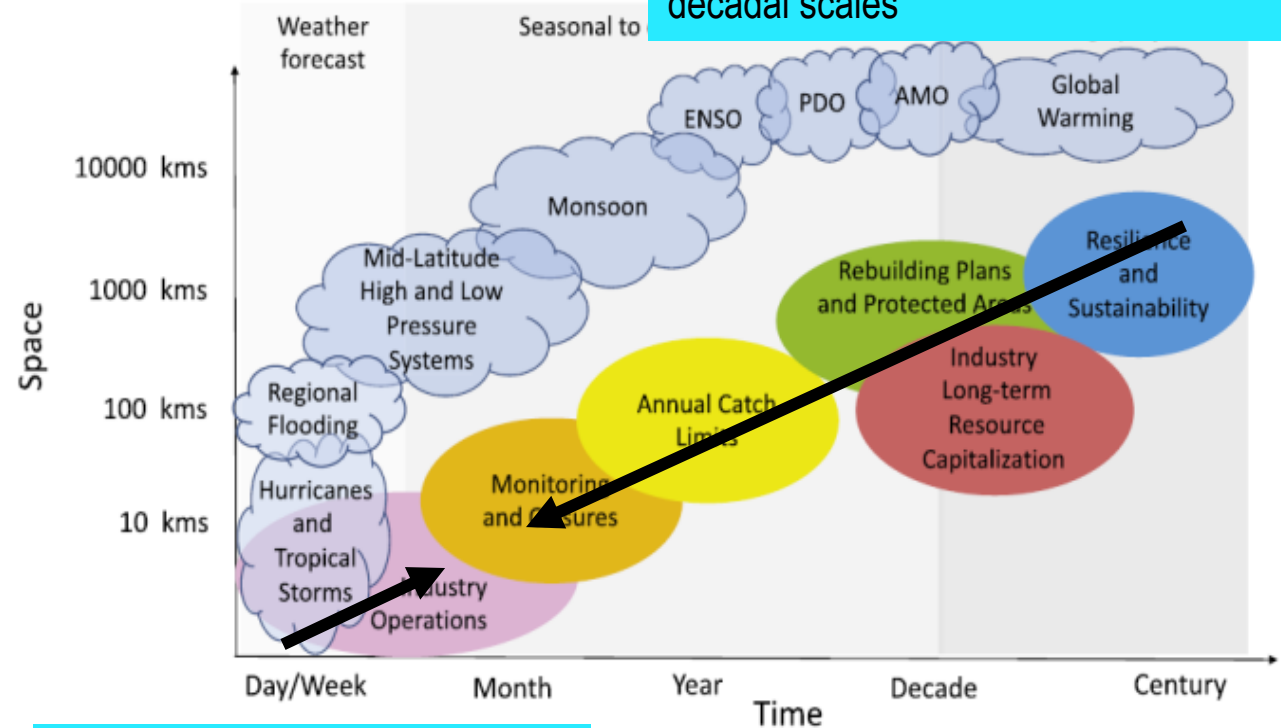 decadal scales
Weather
forecast
Seasonal to
ENSO
PDO
AMO
Global
Warming
10000 kms
Monsoon
Mid-Latitude
High and Low
Pressure
Systems
1000 kms
Resilience
and
Sustainability
Rebuilding Plans
and Protected Areas
Space
Regional
Flooding
100 kms
Annual Catch
Limits
Industry
Long-term
Resource
Capitalization
Hurricanes
and
Tropical
Storms
10 kms
Monitoring
and Closures
Industry
Operations
Day/Week
Month
Year
Decade
Century
Time